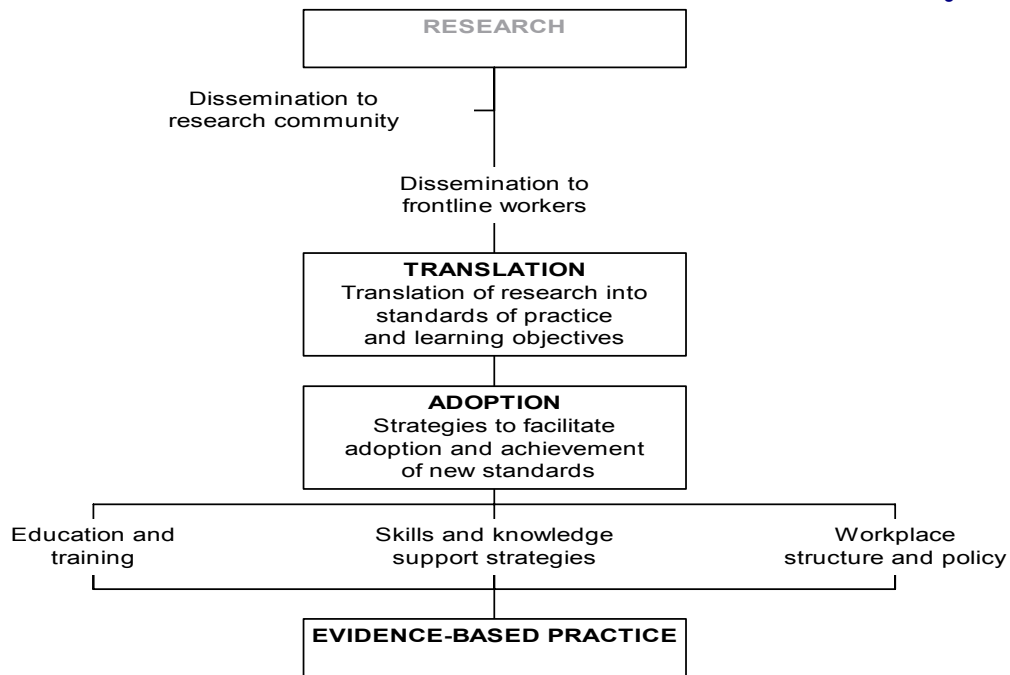 RESEARCH
Dissemination to
research community
Dissemination to
frontline workers
TRANSLATION
Translation of research into
standards of practice
and learning objectives
ADOPTION
Strategies to facilitate
adoption and achievement
of new standards
Education and
training
Skills and knowledge
support strategies
Workplace
structure and policy
EVIDENCE-BASED PRACTICE